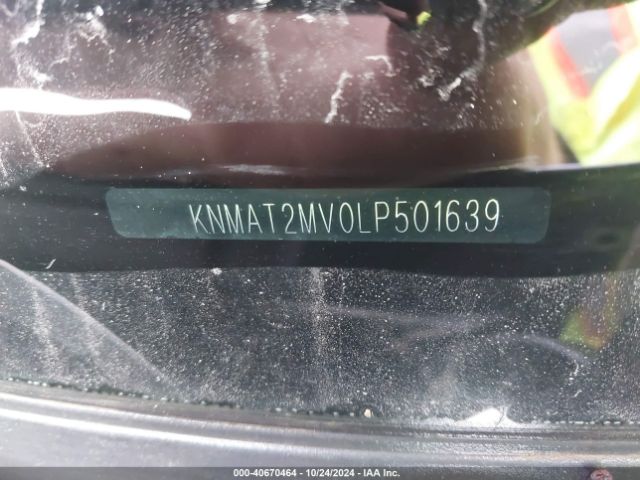 KNMAT2MV0LP501639
000-40670464 - 10/24/2024 - IAA Inc.